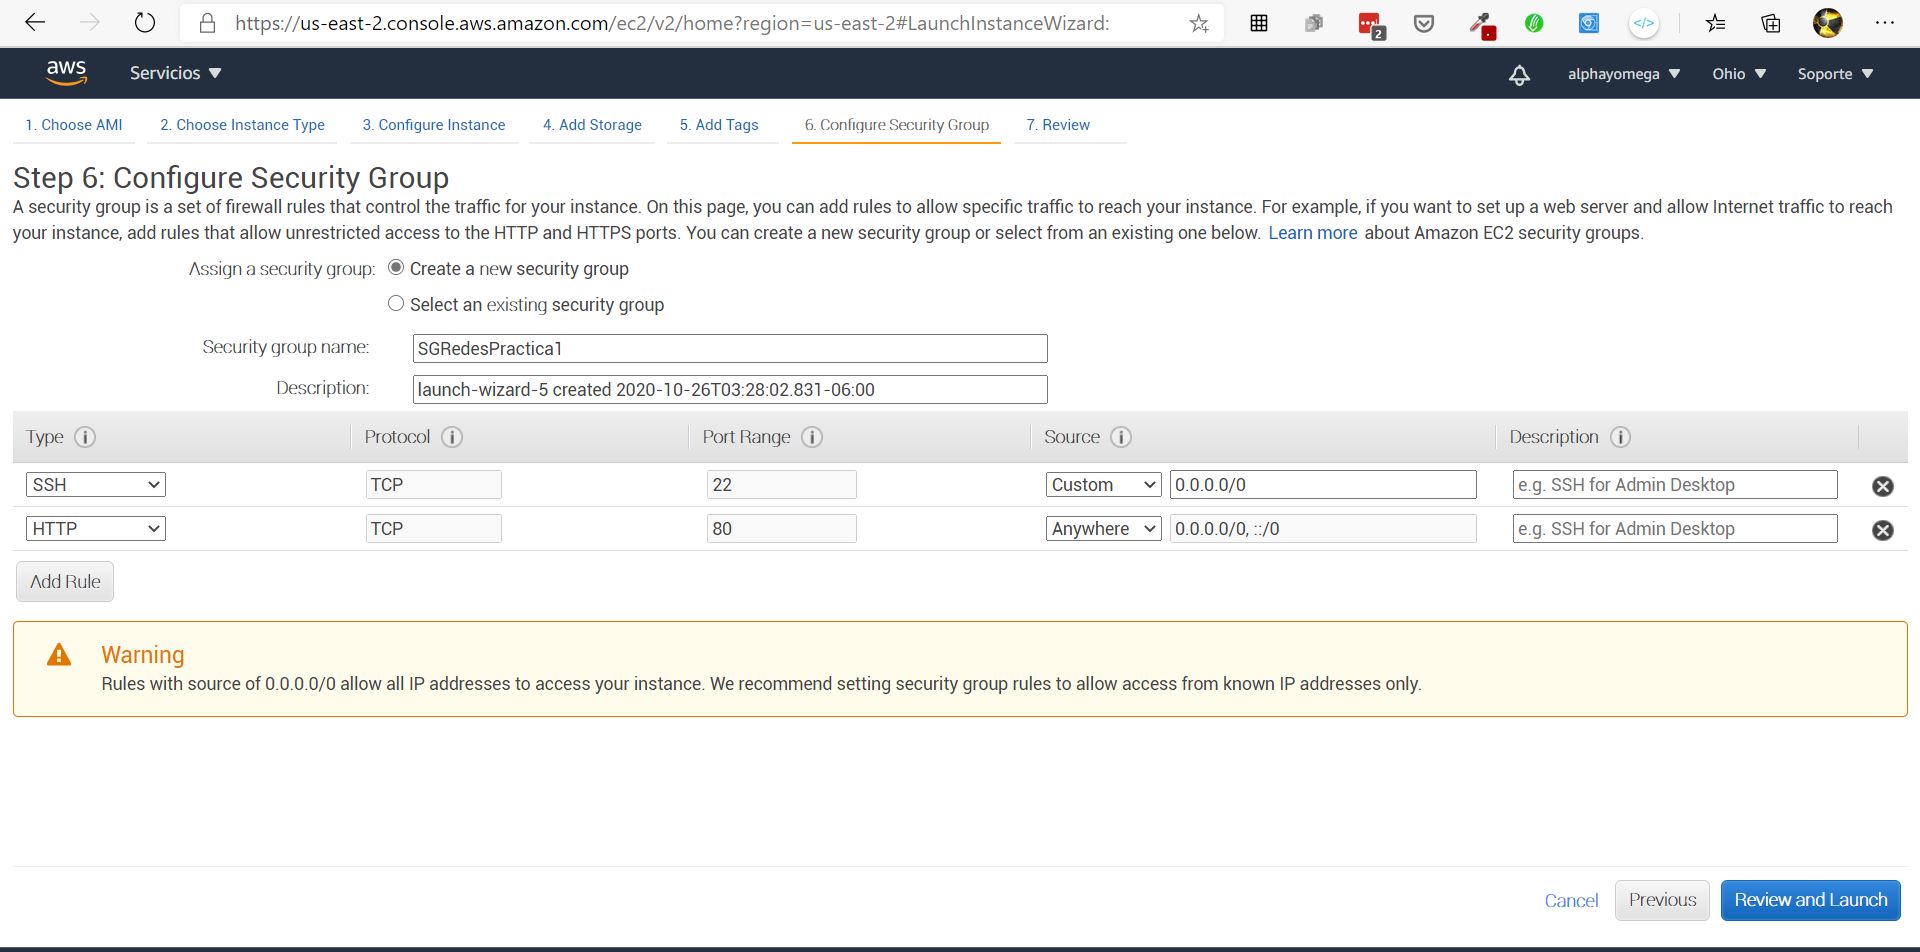 https://us-east-2.console.aws.amazon.com/ec2/v2/home?region=us-east-2#LaunchInstanceWizard:
2
aws
Servicios
alphayomega
Ohio
Soporte
1. Choose AMI
2. Choose Instance Type
3. Configure Instance
4. Add Storage
5. Add Tags
6. Configure Security Group
7. Review
Step 6: Configure Security Group
A security group is a set of firewall rules that control the traffic for your instance. On this page, you can add rules to allow specific traffic to reach your instance. For example, if you want to set up a web server and allow Internet traffic to reach
your instance, add rules that allow unrestricted access to the HTTP and HTTPS ports. You can create a new security group or select from an existing one below. Learn more about Amazon EC2 security groups.
Assign a security group: Create a new security group
Select an existing security group
Security group name: SGRedesPractica1
Description: launch-wizard-5 created 2020-10-26T03:28:02.831-06:00
Type Protocol Port Range Source Description
SSH TCP 22 Custom 0.0.0.0/0 e.g. SSH for Admin Desktop
HTTP TCP 80 Anywhere 0.0.0.0/0, ::/0 e.g. SSH for Admin Desktop
Add Rule
Warning
Rules with source of 0.0.0.0/0 allow all IP addresses to access your instance. We recommend setting security group rules to allow access from known IP addresses only.
Cancel
Previous
Review and Launch